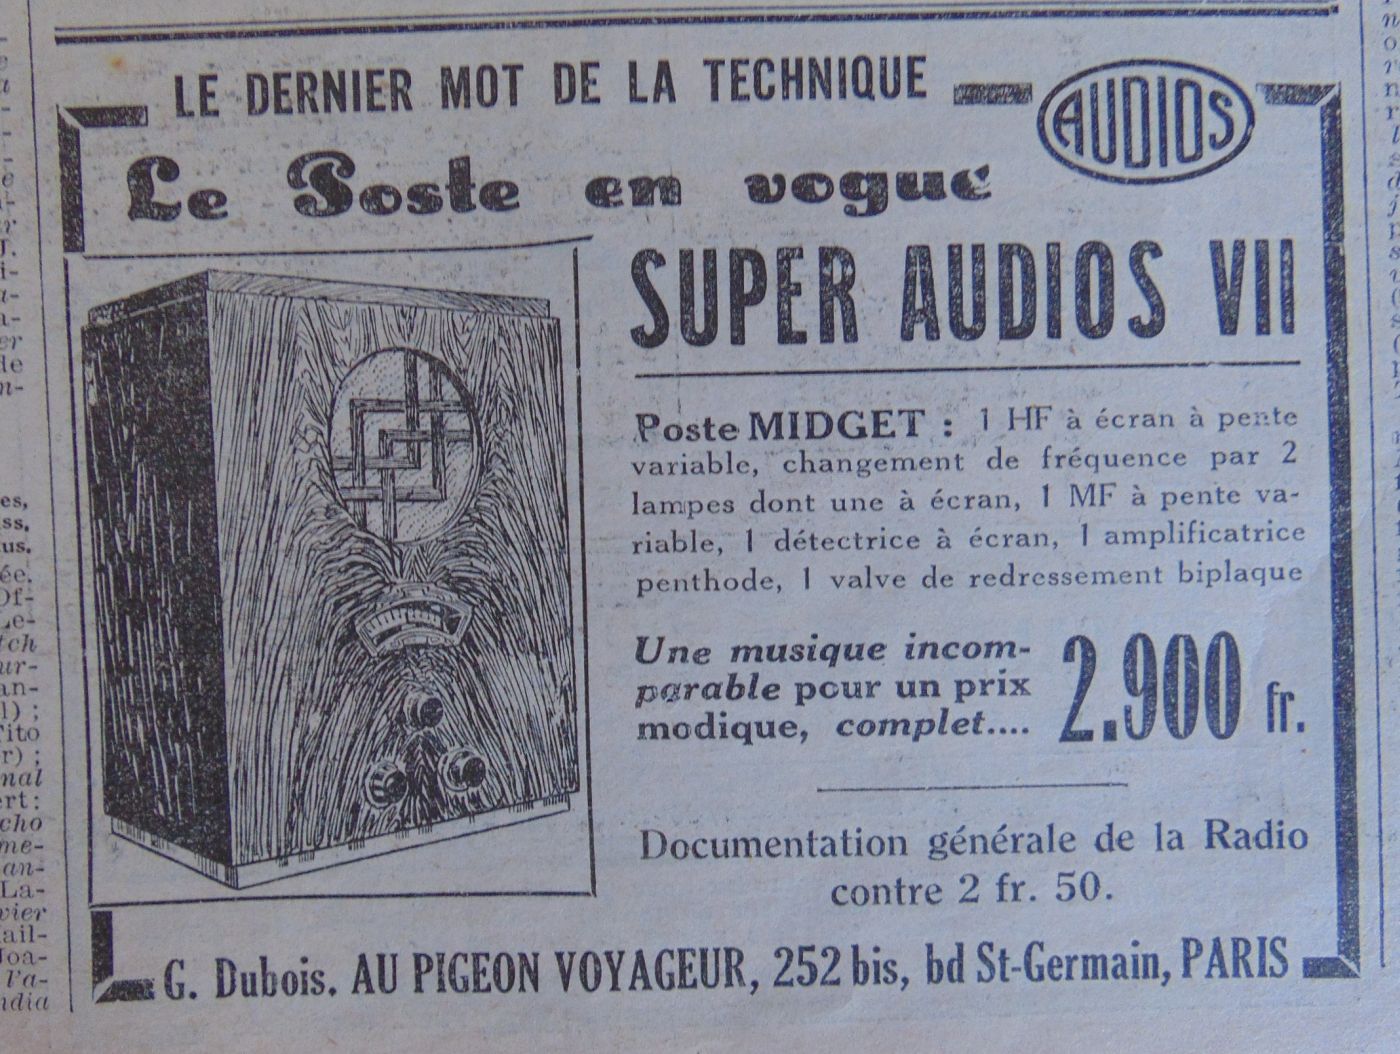 LE DERNIER MOT DE LA TECHNIQUE
AUDIOS
Le Poste en vogue
SUPER AUDIOS VII
Poste MIDGET : 1 HF à écran à pente
variable, changement de fréquence par 2
lampes dont une à écran, 1 MF à pente va-
riable, 1 détectrice à écran, 1 amplificatrice
penthode, 1 valve de redressement biplaque
Une musique incom-
parable pour un prix
modique, complet....
2.900 fr.
Documentation générale de la Radio
contre 2 fr. 50.
G. Dubois. AU PIGEON VOYAGEUR, 252 bis, bd St-Germain, PARIS